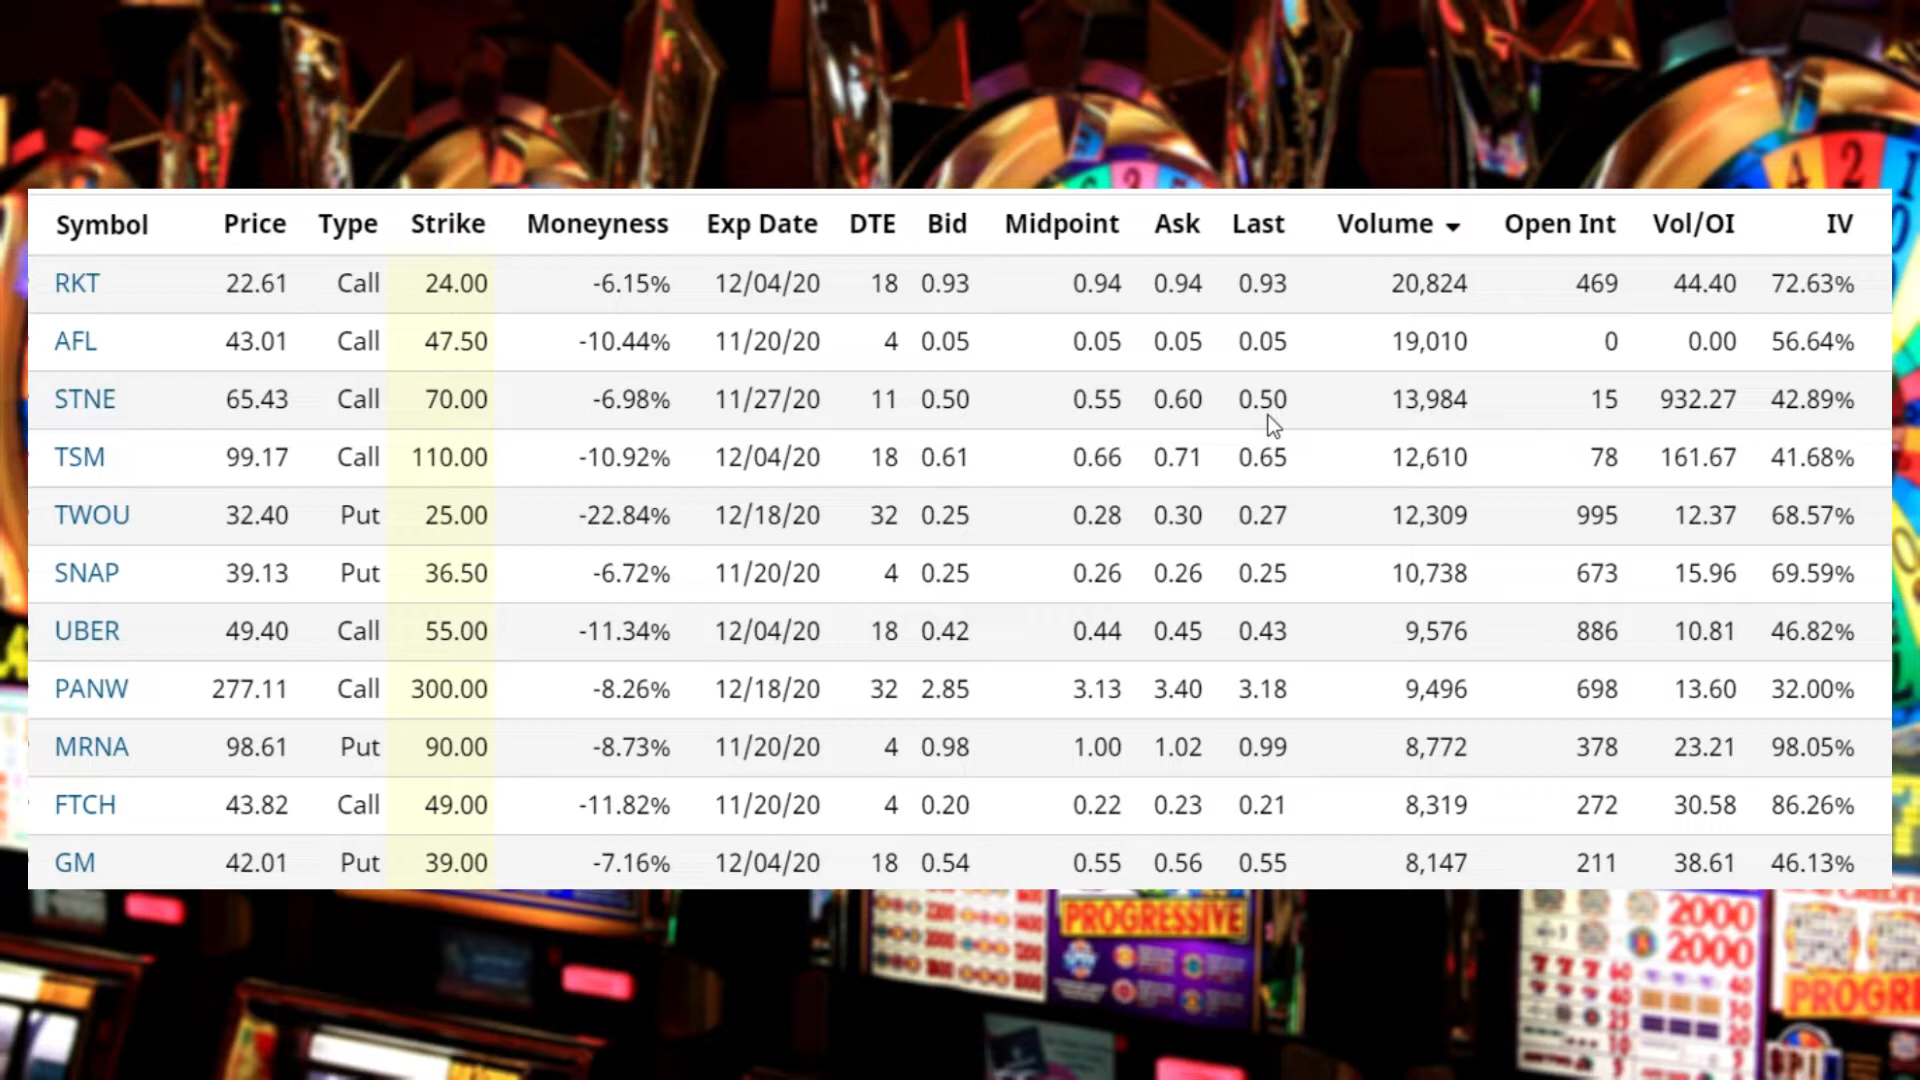 4 2 1
2
Symbol Price Type Strike Moneyness Exp Date DTE Bid Midpoint Ask Last Volume Open Int Vol/OI IV
RKT 22.61 Call 24.00 -6.15% 12/04/20 18 0.93 0.94 0.94 0.93 20,824 469 44.40 72.63%
AFL 43.01 Call 47.50 -10.44% 11/20/20 4 0.05 0.05 0.05 0.05 19,010 0 0.00 56.64%
STNE 65.43 Call 70.00 -6.98% 11/27/20 11 0.50 0.55 0.60 0.50 13,984 15 932.27 42.89%
TSM 99.17 Call 110.00 -10.92% 12/04/20 18 0.61 0.66 0.71 0.65 12,610 78 161.67 41.68%
TWOU 32.40 Put 25.00 -22.84% 12/18/20 32 0.25 0.28 0.30 0.27 12,309 995 12.37 68.57%
SNAP 39.13 Put 36.50 -6.72% 11/20/20 4 0.25 0.26 0.26 0.25 10,738 673 15.96 69.59%
UBER 49.40 Call 55.00 -11.34% 12/04/20 18 0.42 0.44 0.45 0.43 9,576 886 10.81 46.82%
PANW 277.11 Call 300.00 -8.26% 12/18/20 32 2.85 3.13 3.40 3.18 9,496 698 13.60 32.00%
MRNA 98.61 Put 90.00 -8.73% 11/20/20 4 0.98 1.00 1.02 0.99 8,772 378 23.21 98.05%
FTCH 43.82 Call 49.00 -11.82% 11/20/20 4 0.20 0.22 0.23 0.21 8,319 272 30.58 86.26%
GM 42.01 Put 39.00 -7.16% 12/04/20 18 0.54 0.55 0.56 0.55 8,147 211 38.61 46.13%
PROGRESSIVE
2000
2000